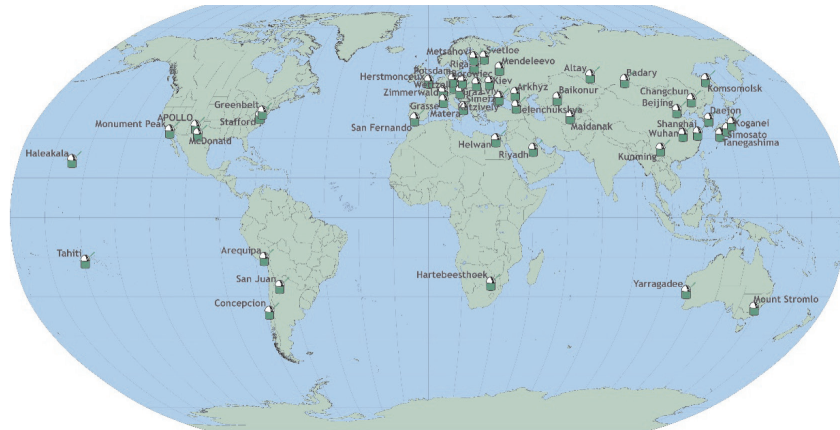 Metsahovi
Svetloe
Riga
Mendeleevo
Potsdam
Borowiec
Herstmonceux
Kiev
Altay
Badary
Arkhyz
Zimmerwald
Baikonur
Changchun
Komsomolsk
Greenbelt
Grasse
Simeiz
Zelenchukskya
Beijing
APOLLO
Stafford
Matera
Katzively
Maidanak
Daejon
Monument Peak
Shanghai
Koganei
San Fernando
Wuhan
Simosato
McDonald
Helwan
Tanegashima
Haleakala
Riyadh
Kunming
Tahiti
Arequipa
San Juan
Hartebeesthoek
Yarragadee
Concepcion
Mount Stromlo